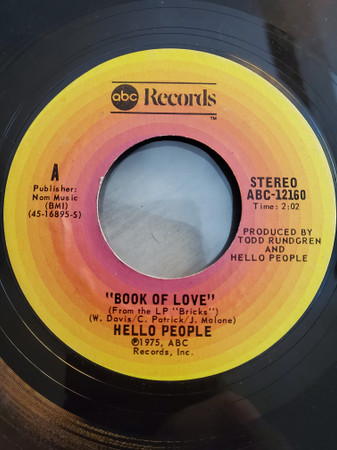 abc Records
™
A
Publisher:
Nom Music
(BMI)
(45-16895-S)
STEREO
ABC-12160
Time: 2:02
PRODUCED BY
TODD RUNDGREN
AND
HELLO PEOPLE
"BOOK OF LOVE"
(From the LP "Bricks")
(W. Davis/C. Patrick/J. Malone)
HELLO PEOPLE
℗1975, ABC
Records, Inc.